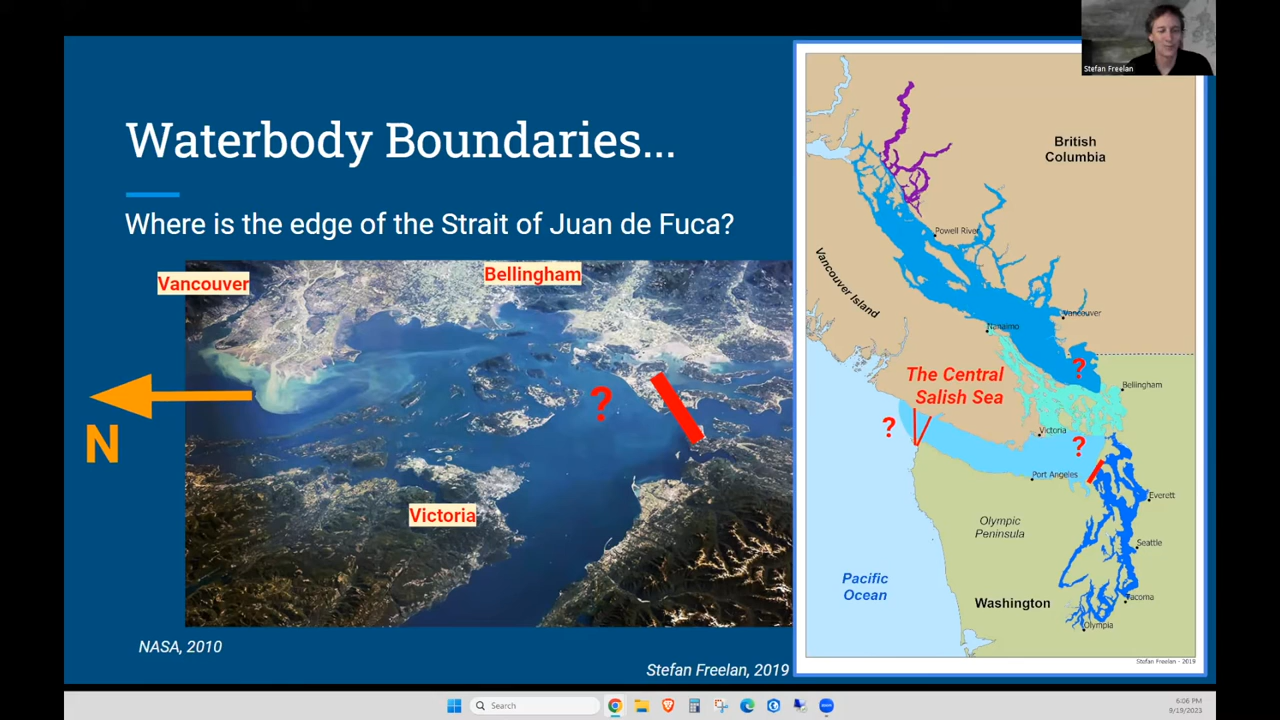 Stefan Freelan
Waterbody Boundaries...
Where is the edge of the Strait of Juan de Fuca?
Vancouver
Bellingham
?
N
Victoria
NASA, 2010
Stefan Freelan, 2019
British
Columbia
Powell River
Vancouver Island
Vancouver
Nanaimo
?
The Central
Salish Sea
Bellingham
?
Victoria
?
Port Angeles
Everett
Olympic
Peninsula
Seattle
Pacific
Ocean
Washington
Tacoma
Olympia
Stefan Freelan - 2019
Search
zoom
6:06 PM
9/19/2023